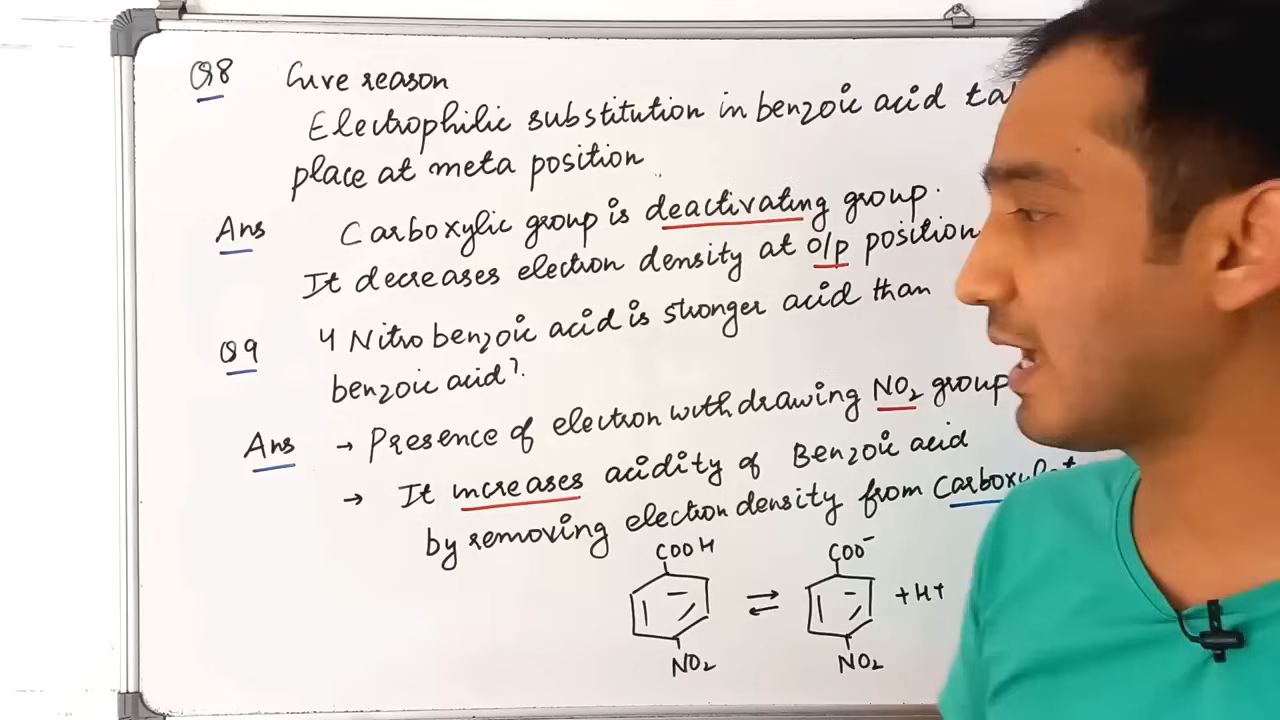 Q8 Give reason
Electrophilic substitution in benzoic acid
place at meta position
Ans Carboxylic group is deactivating group.
It decreases electron density at o/p position
Q9 4 Nitro benzoic acid is stronger acid than
benzoic acid?
Ans → Presence of electron withdrawing NO₂ group
→ It increases acidity of Benzoic acid
by removing electron density from
COOH COO⁻
⇌ +H+
NO₂ NO₂